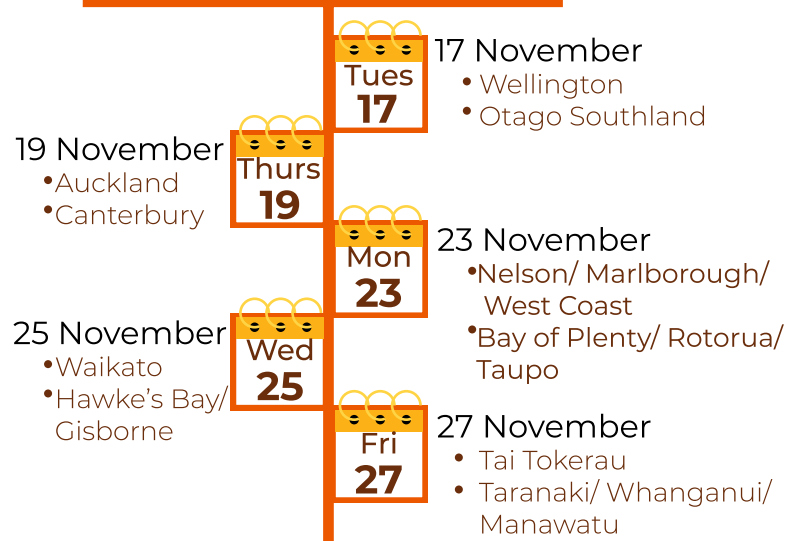 Tues
17
17 November
• Wellington
• Otago Southland
19 November
•Auckland
•Canterbury
Thurs
19
Mon
23
23 November
•Nelson/ Marlborough/
West Coast
•Bay of Plenty/ Rotorua/
Taupo
25 November
•Waikato
•Hawke’s Bay/
Gisborne
Wed
25
Fri
27
27 November
• Tai Tokerau
• Taranaki/ Whanganui/
Manawatu